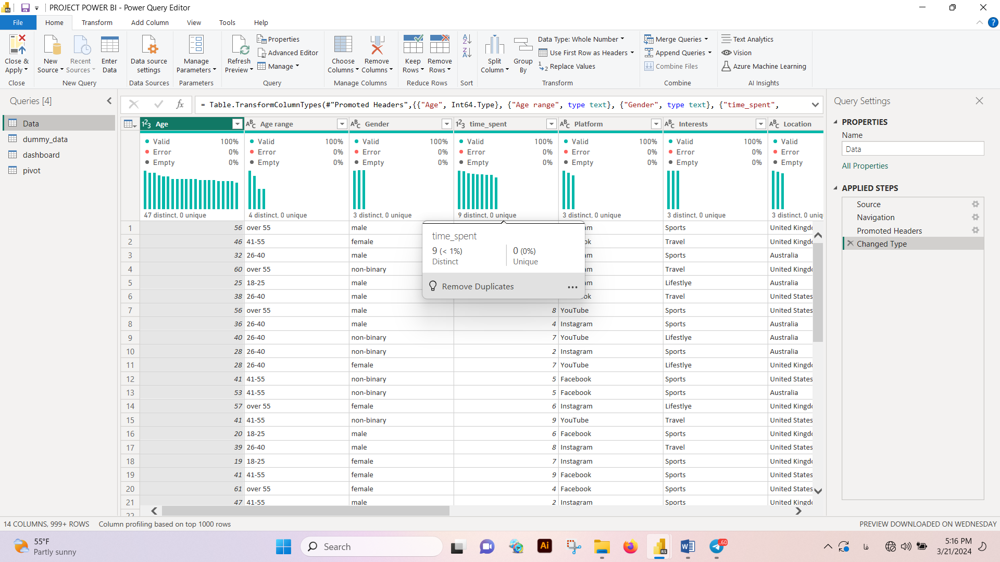 PROJECT POWER BI - Power Query Editor
File Home Transform Add Column View Tools Help
Close & Apply
Close
New Source
Recent Sources
Enter Data
New Query
Data source settings
Data Sources
Manage Parameters
Parameters
Refresh Preview
Properties
Advanced Editor
Manage
Query
Choose Columns
Remove Columns
Manage Columns
Keep Rows
Remove Rows
Reduce Rows
Sort
Split Column
Group By
Data Type: Whole Number
Use First Row as Headers
Replace Values
Transform
Merge Queries
Append Queries
Combine Files
Combine
Text Analytics
Vision
Azure Machine Learning
AI Insights
Queries [4]
Data
dummy_data
dashboard
pivot
= Table.TransformColumnTypes(#"Promoted Headers",{{"Age", Int64.Type}, {"Age range", type text}, {"Gender", type text}, {"time_spent",
Age Age range Gender time_spent Platform Interests Location
Valid 100% Valid 100% Valid 100% Valid 100% Valid 100% Valid 100% Valid
Error 0% Error 0% Error 0% Error 0% Error 0% Error 0% Error
Empty 0% Empty 0% Empty 0% Empty 0% Empty 0% Empty 0% Empty
47 distinct, 0 unique 4 distinct, 0 unique 3 distinct, 0 unique 9 distinct, 0 unique 3 distinct, 0 unique 3 distinct, 0 unique 3 distinct, 0 uniq
1 56 over 55 male am Sports United Kingdo
2 46 41-55 female ok Travel United Kingdo
3 32 26-40 male am Sports Australia
4 60 over 55 non-binary am Travel United Kingdo
5 25 18-25 male am Lifestlye Australia
6 38 26-40 male ok Travel United States
7 56 over 55 male 8 YouTube Sports United States
8 36 26-40 male 4 Instagram Sports Australia
9 40 26-40 non-binary 7 YouTube Lifestlye Australia
10 28 26-40 non-binary 2 Instagram Sports Australia
11 28 26-40 female 7 YouTube Lifestlye United Kingdo
12 41 41-55 non-binary 5 Facebook Sports United States
13 53 41-55 non-binary 5 Facebook Sports Australia
14 57 over 55 female 6 Instagram Lifestlye United Kingdo
15 41 41-55 non-binary 9 YouTube Travel United States
16 20 18-25 male 6 Facebook Sports United Kingdo
17 39 26-40 male 8 Instagram Travel United States
18 19 18-25 female 7 Instagram Sports United Kingdo
19 41 41-55 female 9 Facebook Sports United States
20 61 over 55 female 4 Facebook Sports United States
21 47 41-55 male 2 Instagram Sports United Kingdo
22
time_spent
9 (< 1%) 0 (0%)
Distinct Unique
Remove Duplicates
Query Settings
PROPERTIES
Name
Data
All Properties
APPLIED STEPS
Source
Navigation
Promoted Headers
Changed Type
14 COLUMNS, 999+ ROWS Column profiling based on top 1000 rows PREVIEW DOWNLOADED ON WEDNESDAY
55°F
Partly sunny
Search
Ai
60
فا
5:16 PM
3/21/2024